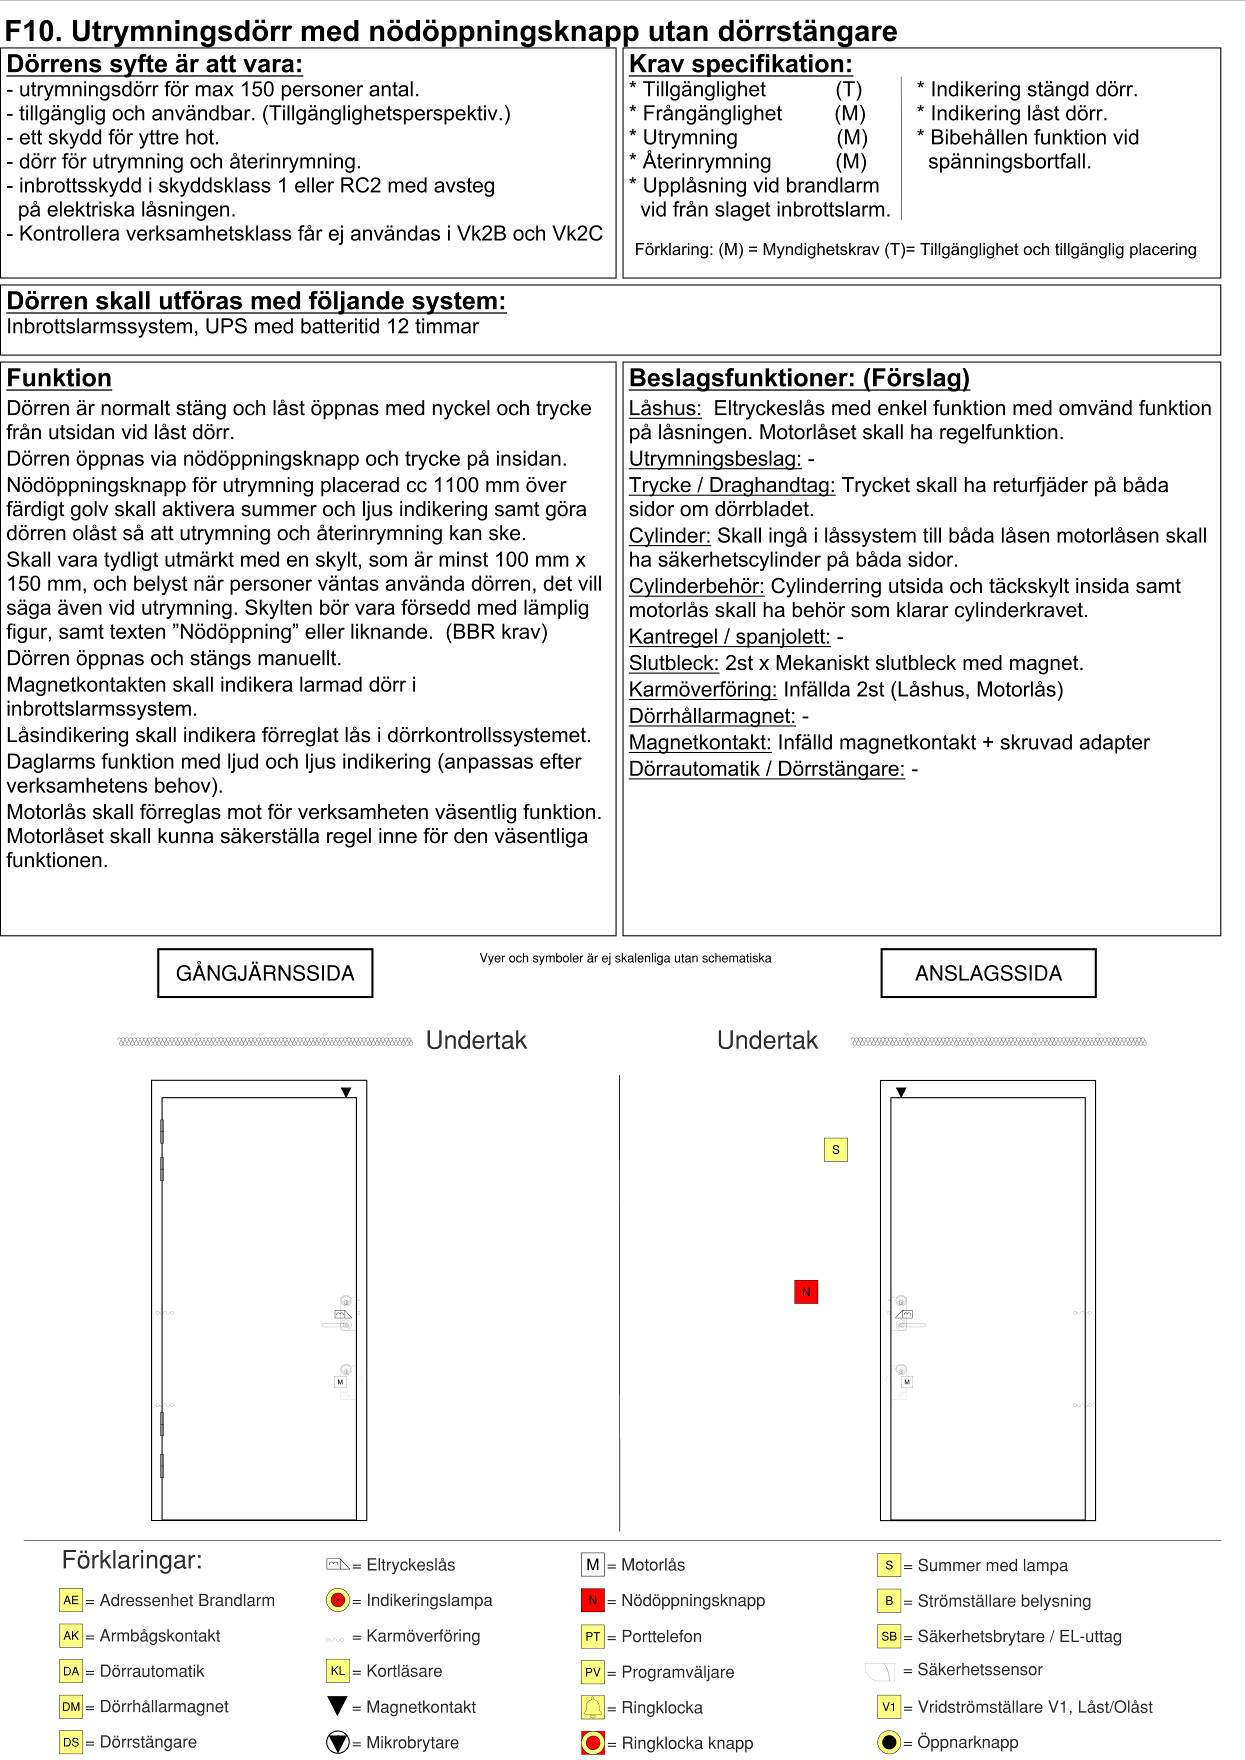 F10. Utrymningsdörr med nödöppningsknapp utan dörrstängare
Dörrens syfte är att vara:
- utrymningsdörr för max 150 personer antal.
- tillgänglig och användbar. (Tillgänglighetsperspektiv.)
- ett skydd för yttre hot.
- dörr för utrymning och återinrymning.
- inbrottsskydd i skyddsklass 1 eller RC2 med avsteg
på elektriska låsningen.
- Kontrollera verksamhetsklass får ej användas i Vk2B och Vk2C
Krav specifikation:
* Tillgänglighet (T)
* Frångänglighet (M)
* Utrymning (M)
* Återinrymning (M)
* Upplåsning vid brandlarm
vid från slaget inbrottslarm.
* Indikering stängd dörr.
* Indikering låst dörr.
* Bibehållen funktion vid
spänningsbortfall.
Förklaring: (M) = Myndighetskrav (T)= Tillgänglighet och tillgänglig placering
Dörren skall utföras med följande system:
Inbrottslarmssystem, UPS med batteritid 12 timmar
Funktion
Dörren är normalt stäng och låst öppnas med nyckel och trycke
från utsidan vid låst dörr.
Dörren öppnas via nödöppningsknapp och trycke på insidan.
Nödöppningsknapp för utrymning placerad cc 1100 mm över
färdigt golv skall aktivera summer och ljus indikering samt göra
dörren olåst så att utrymning och återinrymning kan ske.
Skall vara tydligt utmärkt med en skylt, som är minst 100 mm x
150 mm, och belyst när personer väntas använda dörren, det vill
säga även vid utrymning. Skylten bör vara försedd med lämplig
figur, samt texten ”Nödöppning” eller liknande. (BBR krav)
Dörren öppnas och stängs manuellt.
Magnetkontakten skall indikera larmad dörr i
inbrottslarmssystem.
Låsindikering skall indikera förreglat lås i dörrkontrollssystemet.
Daglarms funktion med ljud och ljus indikering (anpassas efter
verksamhetens behov).
Motorlås skall förreglas mot för verksamheten väsentlig funktion.
Motorlåset skall kunna säkerställa regel inne för den väsentliga
funktionen.
Beslagsfunktioner: (Förslag)
Låshus: Eltryckeslås med enkel funktion med omvänd funktion
på låsningen. Motorlåset skall ha regelfunktion.
Utrymningsbeslag: -
Trycke / Draghandtag: Trycket skall ha returfjäder på båda
sidor om dörrbladet.
Cylinder: Skall ingå i låssystem till båda låsen motorlåsen skall
ha säkerhetscylinder på båda sidor.
Cylinderbehör: Cylinderring utsida och täckskylt insida samt
motorlås skall ha behör som klarar cylinderkravet.
Kantregel / spanjolett: -
Slutbleck: 2st x Mekaniskt slutbleck med magnet.
Karmöverföring: Infällda 2st (Låshus, Motorlås)
Dörrhållarmagnet: -
Magnetkontakt: Infälld magnetkontakt + skruvad adapter
Dörrautomatik / Dörrstängare: -
GÅNGJÄRNSSIDA
Vyer och symboler är ej skalenliga utan schematiska
ANSLAGSSIDA
Undertak
Undertak
S
N
M
M
Förklaringar:
AE = Adressenhet Brandlarm
AK = Armbågskontakt
DA = Dörrautomatik
DM = Dörrhållarmagnet
DS = Dörrstängare
= Eltryckeslås
= Indikeringslampa
= Karmöverföring
KL = Kortläsare
= Magnetkontakt
= Mikrobrytare
M = Motorlås
N = Nödöppningsknapp
PT = Porttelefon
PV = Programväljare
= Ringklocka
= Ringklocka knapp
S = Summer med lampa
B = Strömställare belysning
SB = Säkerhetsbrytare / EL-uttag
= Säkerhetssensor
V1 = Vridströmställare V1, Låst/Olåst
= Öppnarknapp